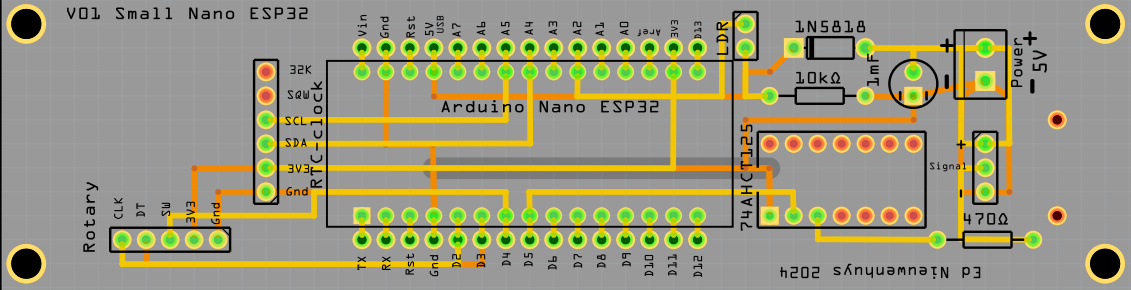 V01 Small Nano ESP32
Vin
Gnd
Rst
5V
USB
A7
A6
A5
A4
A3
A2
A1
A0
Aref
3V3
D13
LDR
1N5818
10kΩ
1mF
+
-
Power
+
5V
-
Arduino Nano ESP32
RTC-clock
32K
SQW
SCL
SDA
3V3
Gnd
Rotary
CLK
DT
SW
3V3
Gnd
74AHCT125
+
Signal
-
470Ω
TX
RX
Rst
Gnd
D2
D3
D4
D5
D6
D7
D8
D9
D10
D11
D12
Ed Nieuwenhuys 2024